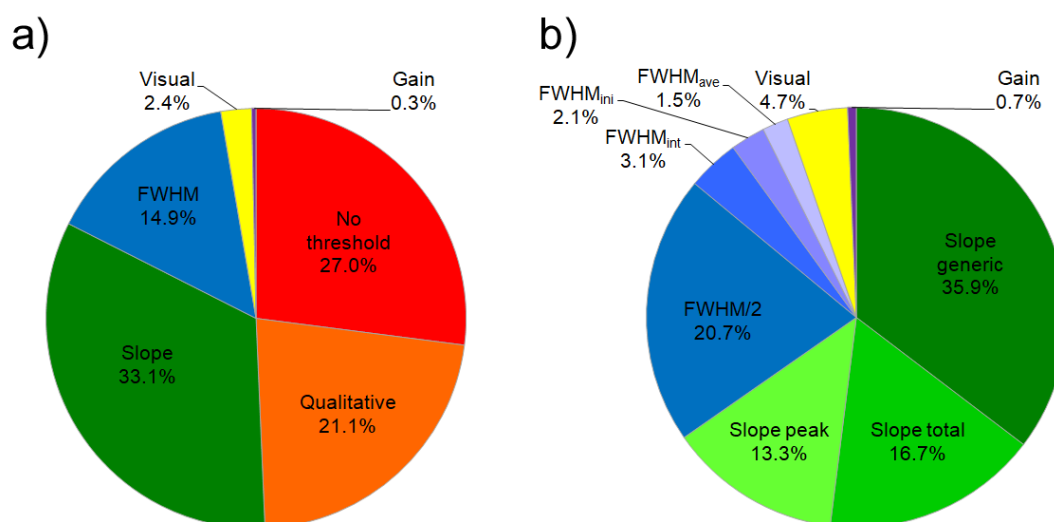 a)
Visual
2.4%
Gain
0.3%
FWHM
14.9%
No
threshold
27.0%
Slope
33.1%
Qualitative
21.1%
b)
FWHMave
1.5%
Visual
4.7%
Gain
0.7%
FWHMini
2.1%
FWHMint
3.1%
Slope
generic
35.9%
FWHM/2
20.7%
Slope peak
13.3%
Slope total
16.7%